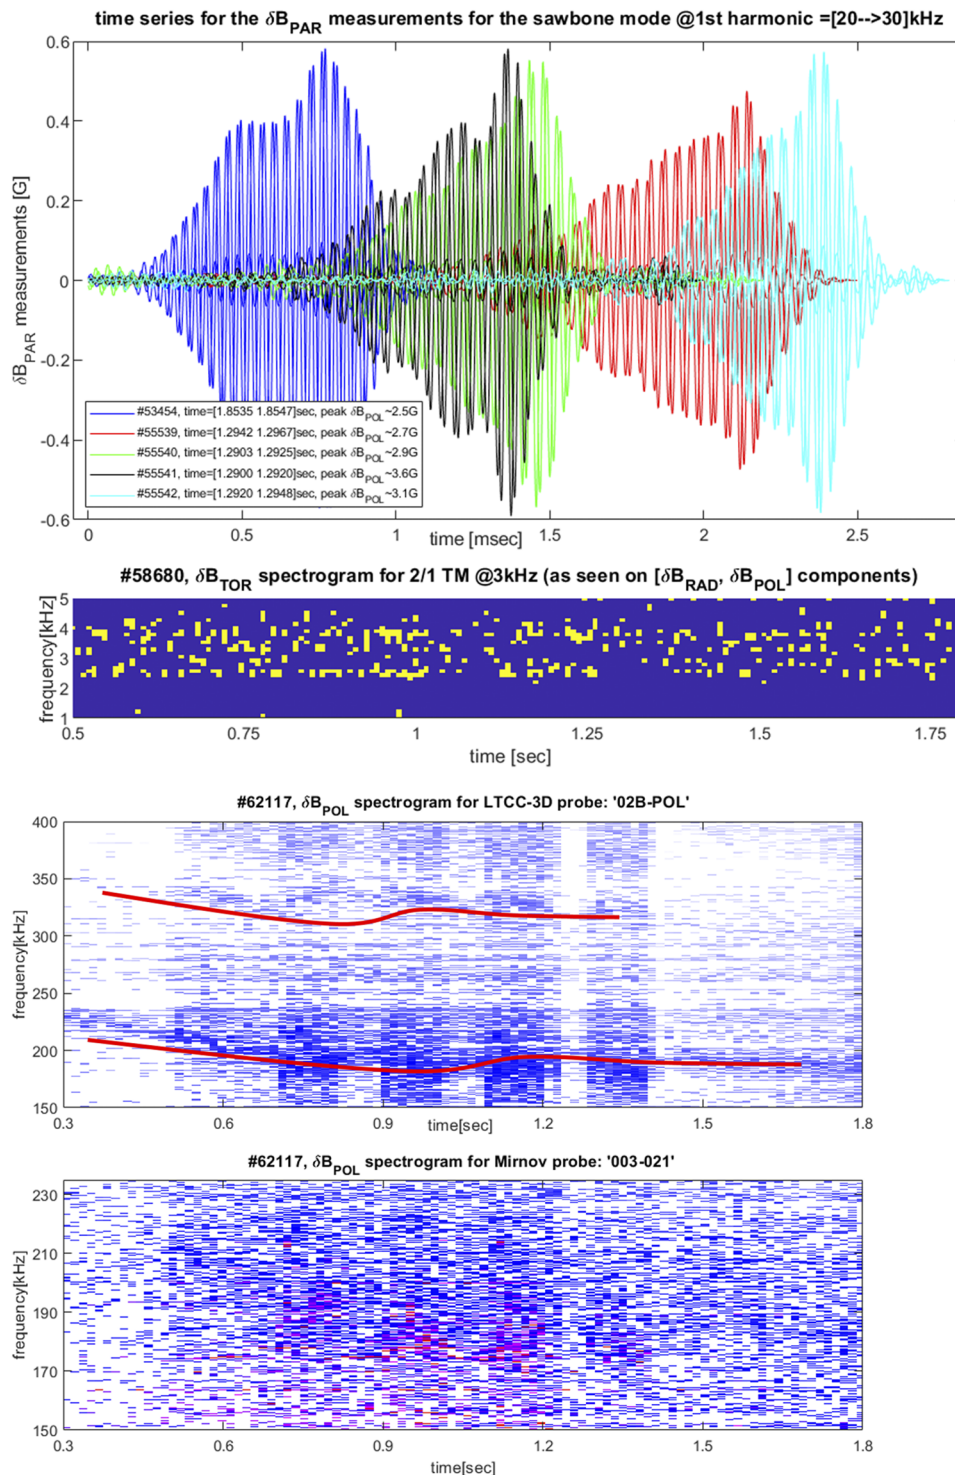 time series for the δB_PAR measurements for the sawbone mode @1st harmonic =[20-->30]kHz
0.6
0.4
0.2
0
-0.2
-0.4
-0.6
δB_PAR measurements [G]
#53454, time=[1.8535 1.8547]sec, peak δB_POL~2.5G
#55539, time=[1.2942 1.2967]sec, peak δB_POL~2.7G
#55540, time=[1.2903 1.2925]sec, peak δB_POL~2.9G
#55541, time=[1.2900 1.2920]sec, peak δB_POL~3.6G
#55542, time=[1.2920 1.2948]sec, peak δB_POL~3.1G
0 0.5 1 1.5 2 2.5
time [msec]
#58680, δB_TOR spectrogram for 2/1 TM @3kHz (as seen on [δB_RAD, δB_POL] components)
5
4
3
2
1
frequency[kHz]
0.5 0.75 1 1.25 1.5 1.75
time [sec]
#62117, δB_POL spectrogram for LTCC-3D probe: '02B-POL'
400
350
300
250
200
150
frequency[kHz]
0.3 0.6 0.9 1.2 1.5 1.8
time[sec]
#62117, δB_POL spectrogram for Mirnov probe: '003-021'
230
210
190
170
150
frequency[kHz]
0.3 0.6 0.9 1.2 1.5 1.8
time[sec]